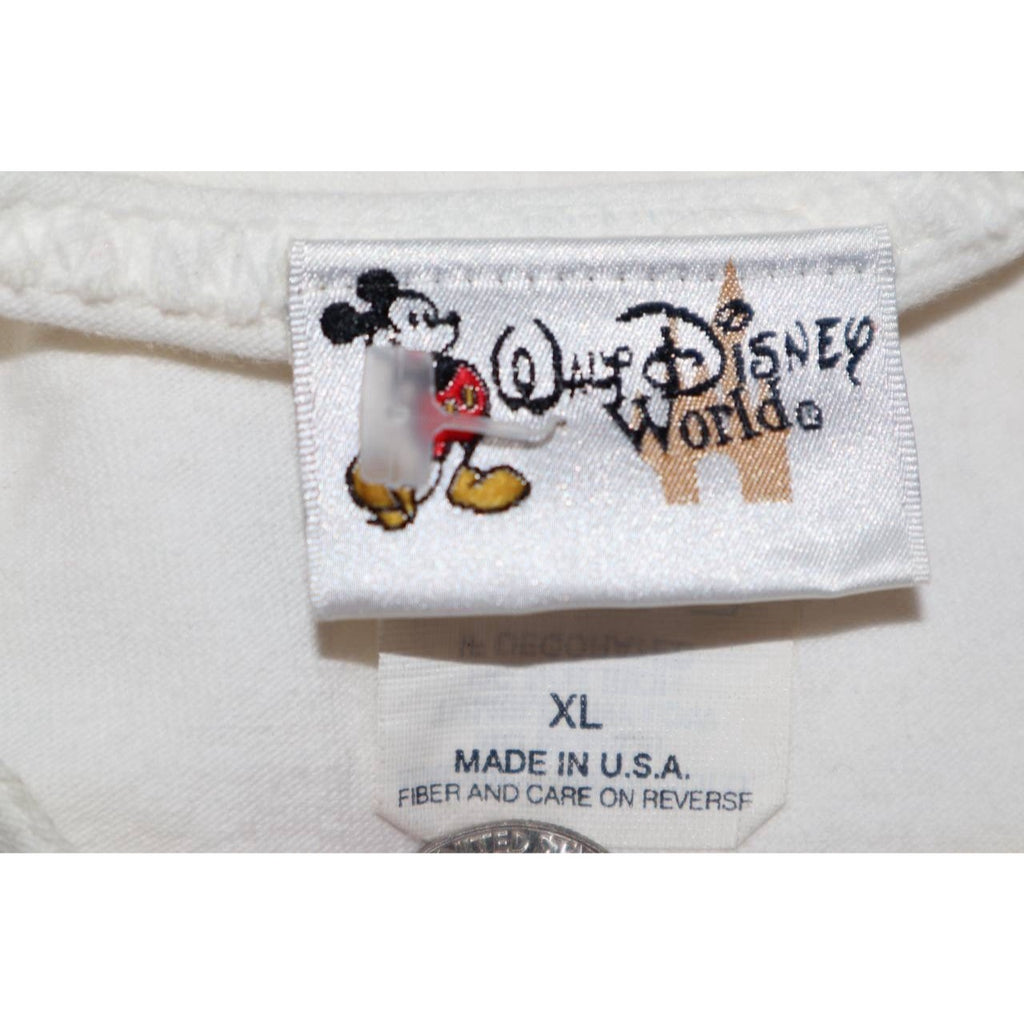 Walt Disney
World®
XL
MADE IN U.S.A.
FIBER AND CARE ON REVERSE